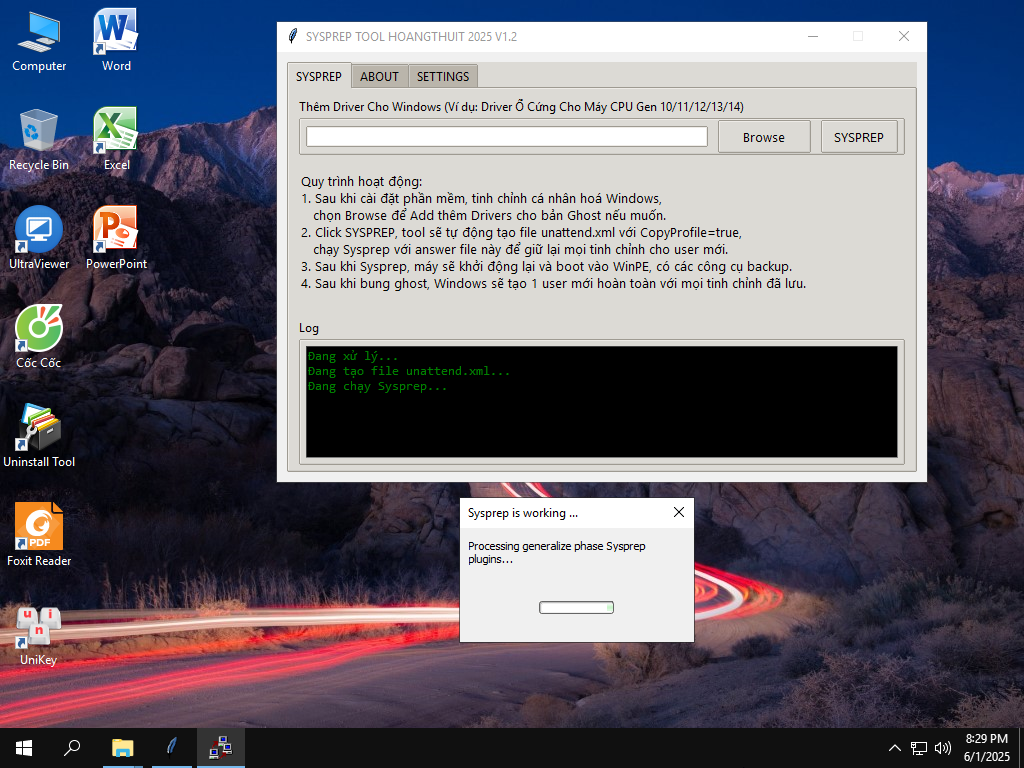 Computer
Word
Recycle Bin
Excel
UltraViewer
PowerPoint
Cốc Cốc
Uninstall Tool
PDF
Foxit Reader
u i
n
UniKey
SYSPREP TOOL HOANGTHUIT 2025 V1.2
SYSPREP ABOUT SETTINGS
Thêm Driver Cho Windows (Ví dụ: Driver Ổ Cứng Cho Máy CPU Gen 10/11/12/13/14)
Browse SYSPREP
Quy trình hoạt động:
1. Sau khi cài đặt phần mềm, tinh chỉnh cá nhân hoá Windows,
chọn Browse để Add thêm Drivers cho bản Ghost nếu muốn.
2. Click SYSPREP, tool sẽ tự động tạo file unattend.xml với CopyProfile=true,
chạy Sysprep với answer file này để giữ lại mọi tinh chỉnh cho user mới.
3. Sau khi Sysprep, máy sẽ khởi động lại và boot vào WinPE, có các công cụ backup.
4. Sau khi bung ghost, Windows sẽ tạo 1 user mới hoàn toàn với mọi tinh chỉnh đã lưu.
Log
Đang xử lý...
Đang tạo file unattend.xml...
Đang chạy Sysprep...
Sysprep is working ...
Processing generalize phase Sysprep
plugins...
8:29 PM
6/1/2025